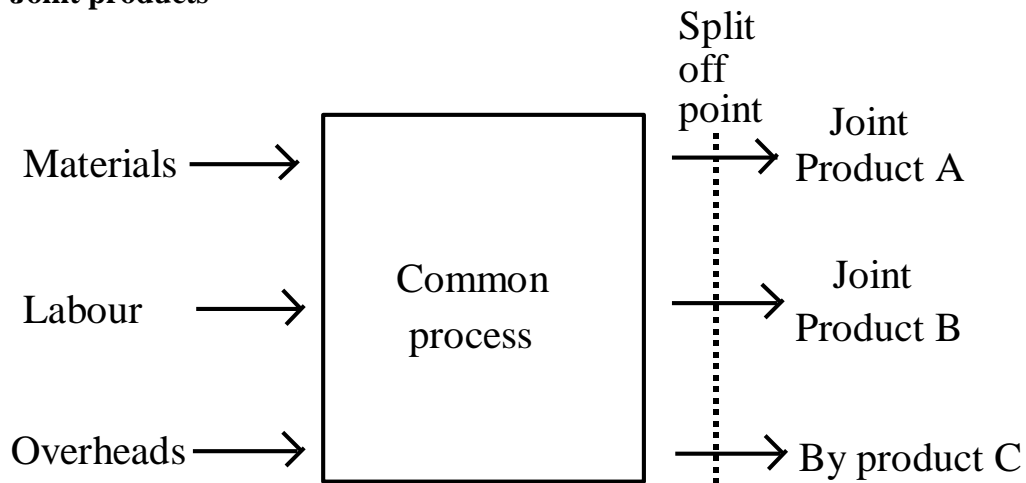 Joint products
Split
off
point
Materials
Joint
Product A
Labour
Common
process
Joint
Product B
Overheads
By product C